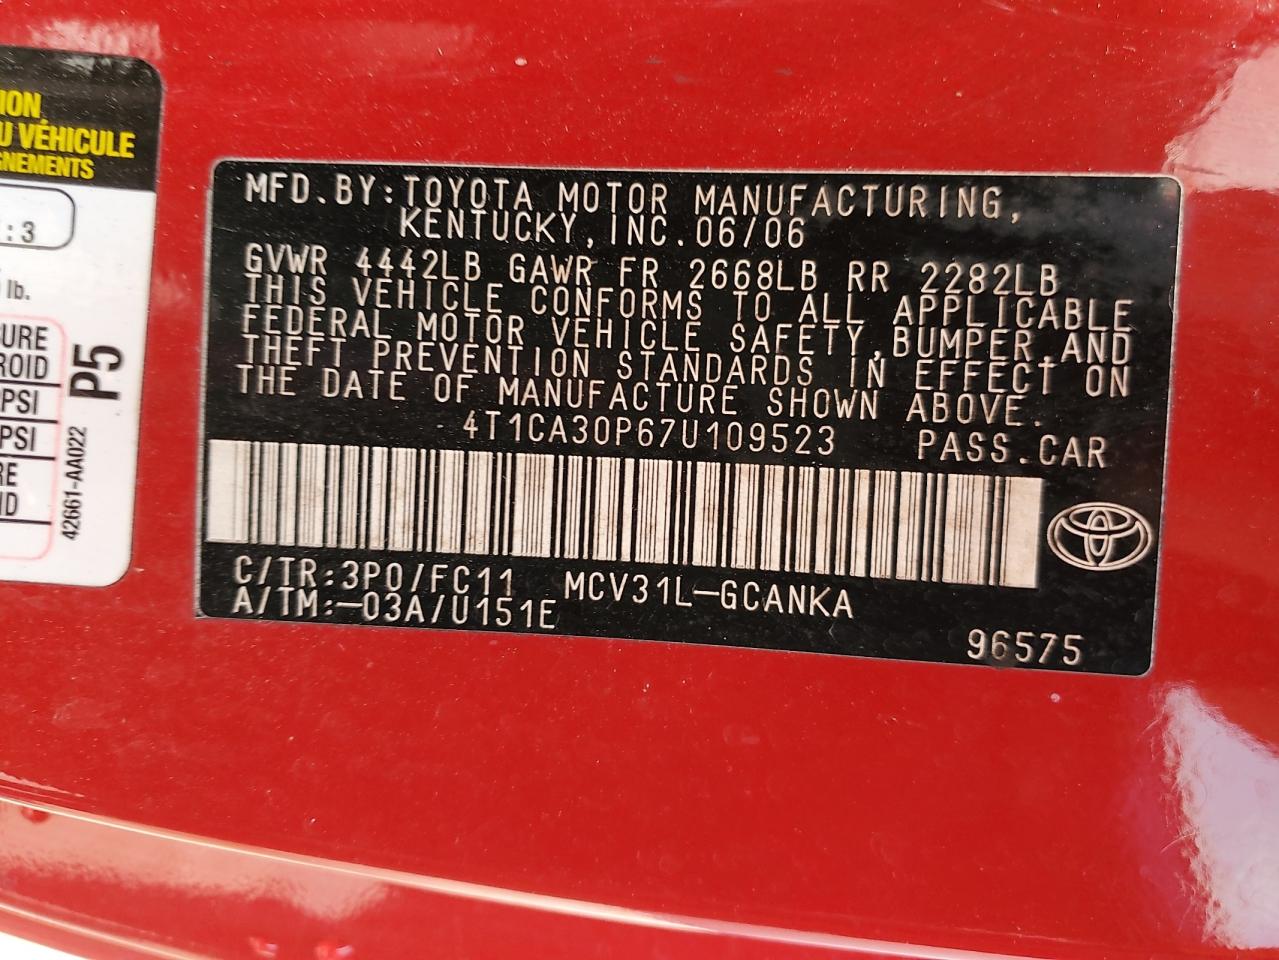 ION
U VÉHICULE
GNEMENTS
: 3
lb.
SURE
ROID
PSI
PSI
RE
ND
P5
42661-AA022
MFD.BY:TOYOTA MOTOR MANUFACTURING,
KENTUCKY,INC.06/06
GVWR 4442LB GAWR FR 2668LB RR 2282LB
THIS VEHICLE CONFORMS TO ALL APPLICABLE
FEDERAL MOTOR VEHICLE SAFETY,BUMPER,AND
THEFT PREVENTION STANDARDS IN EFFECT ON
THE DATE OF MANUFACTURE SHOWN ABOVE.
4T1CA30P67U109523 PASS.CAR
C/TR:3P0/FC11 MCV31L-GCANKA
A/TM:-03A/U151E
96575